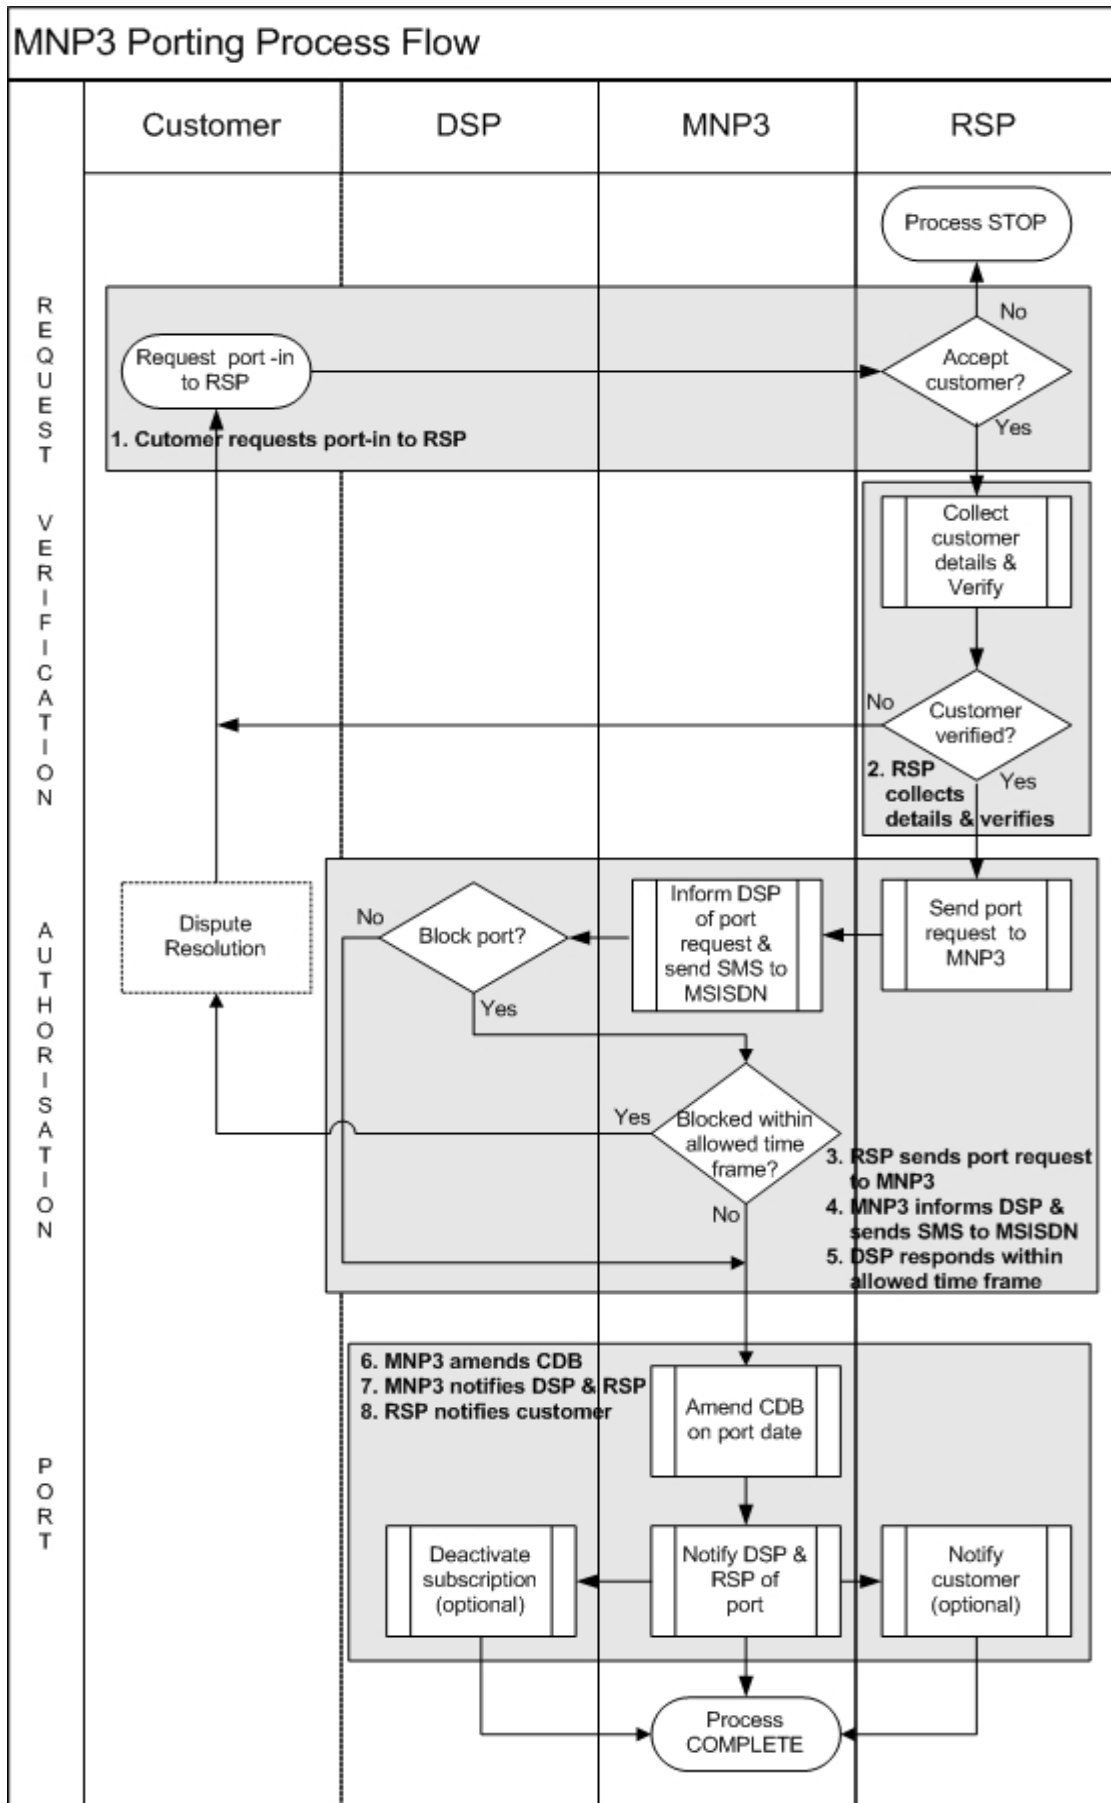 MNP3 Porting Process Flow
Customer
DSP
MNP3
RSP
REQUEST
Process STOP
No
Request port -in
to RSP
Accept
customer?
Yes
1. Cutomer requests port-in to RSP
VERIFICATION
Collect
customer
details &
Verify
No
Customer
verified?
Yes
2. RSP
collects
details & verifies
AUTHORISATION
Dispute
Resolution
No
Block port?
Yes
Inform DSP
of port
request &
send SMS to
MSISDN
Send port
request to
MNP3
Yes
Blocked within
allowed time
frame?
No
3. RSP sends port request
to MNP3
4. MNP3 informs DSP &
sends SMS to MSISDN
5. DSP responds within
allowed time frame
PORT
6. MNP3 amends CDB
7. MNP3 notifies DSP & RSP
8. RSP notifies customer
Amend CDB
on port date
Deactivate
subscription
(optional)
Notify DSP &
RSP of
port
Notify
customer
(optional)
Process
COMPLETE